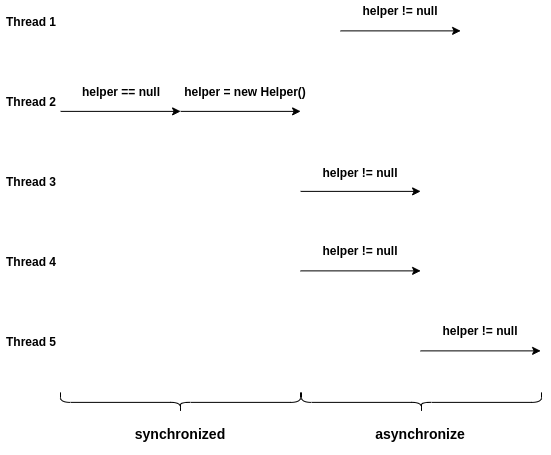 Thread 1
helper != null
Thread 2
helper == null
helper = new Helper()
Thread 3
helper != null
Thread 4
helper != null
Thread 5
helper != null
synchronized
asynchronize